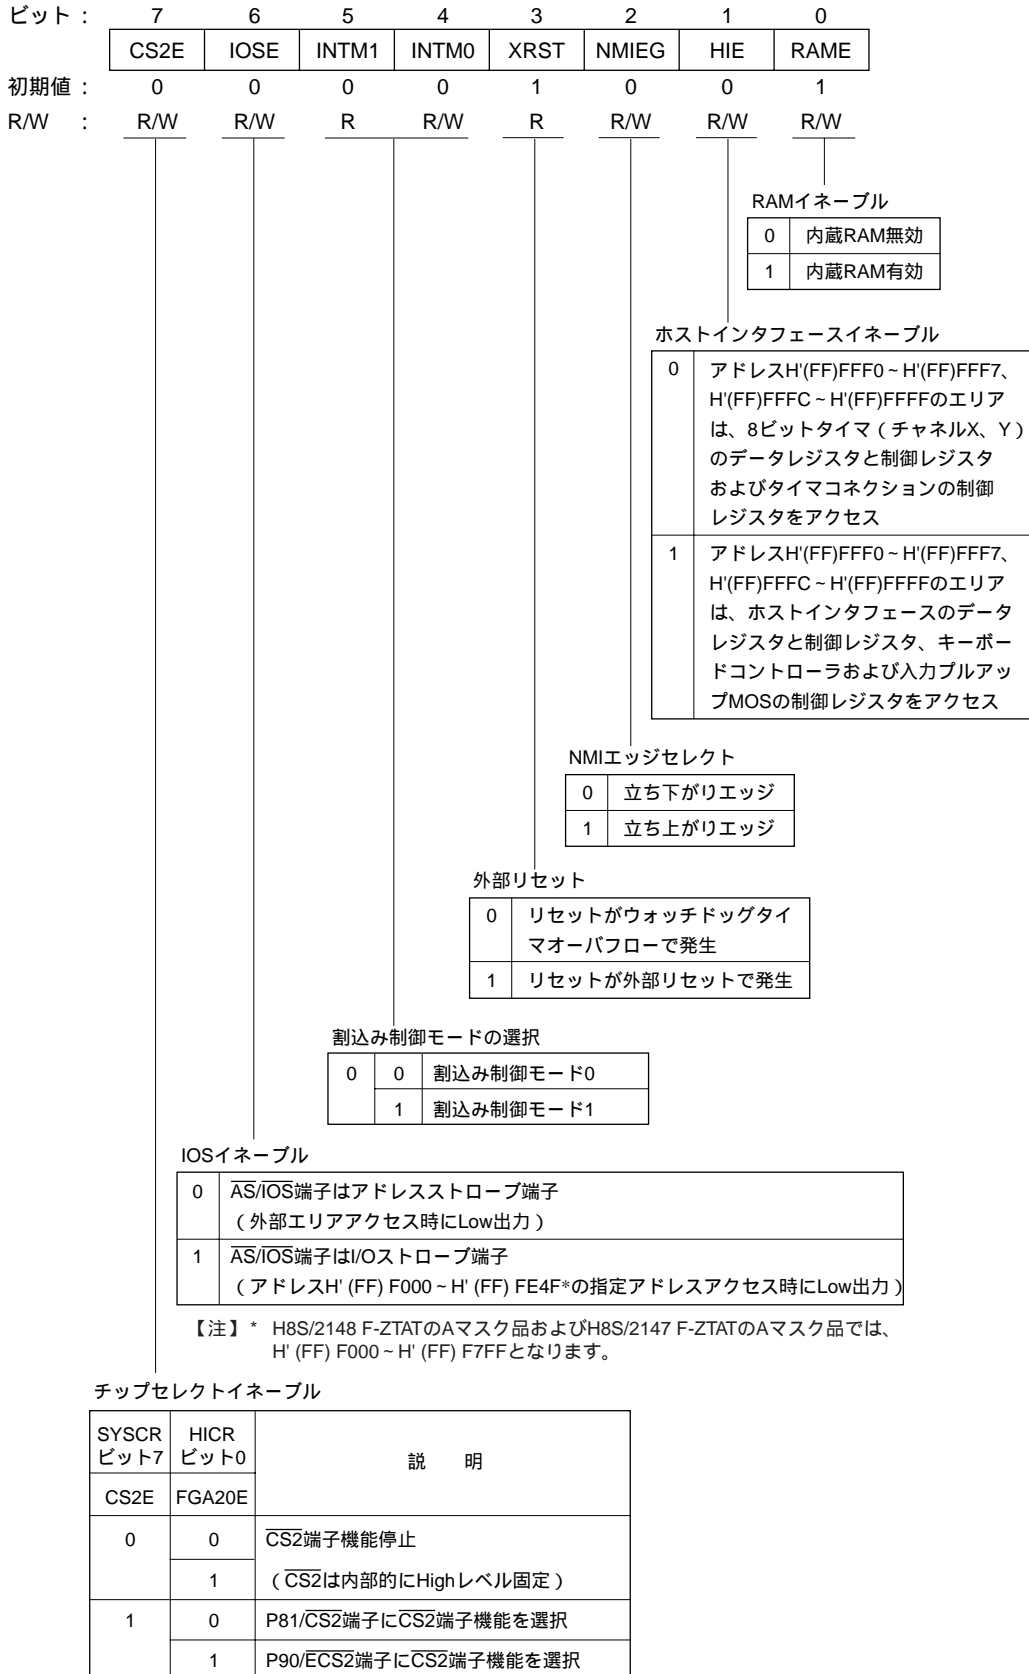 ビット： 7 6 5 4 3 2 1 0
CS2E IOSE INTM1 INTM0 XRST NMIEG HIE RAME
初期値： 0 0 0 0 1 0 0 1
R/W ： R/W R/W R R/W R R/W R/W R/W
RAMイネーブル
0 内蔵RAM無効
1 内蔵RAM有効
ホストインタフェースイネーブル
0 アドレスH'(FF)FFF0～H'(FF)FFF7、
H'(FF)FFFC～H'(FF)FFFFのエリア
は、8ビットタイマ（チャネルX、Y）
のデータレジスタと制御レジスタ
およびタイマコネクションの制御
レジスタをアクセス
1 アドレスH'(FF)FFF0～H'(FF)FFF7、
H'(FF)FFFC～H'(FF)FFFFのエリア
は、ホストインタフェースのデータ
レジスタと制御レジスタ、キーボー
ドコントローラおよび入力プルアッ
プMOSの制御レジスタをアクセス
NMIエッジセレクト
0 立ち下がりエッジ
1 立ち上がりエッジ
外部リセット
0 リセットがウォッチドッグタイ
マオーバフローで発生
1 リセットが外部リセットで発生
割込み制御モードの選択
0 0 割込み制御モード0
1 割込み制御モード1
IOSイネーブル
0 A̅S̅/I̅O̅S̅端子はアドレスストローブ端子
（外部エリアアクセス時にLow出力）
1 A̅S̅/I̅O̅S̅端子はI/Oストローブ端子
（アドレスH' (FF) F000～H' (FF) FE4F*の指定アドレスアクセス時にLow出力）
【注】* H8S/2148 F-ZTATのAマスク品およびH8S/2147 F-ZTATのAマスク品では、
H' (FF) F000～H' (FF) F7FFとなります。
チップセレクトイネーブル
SYSCR HICR
ビット7 ビット0 説 明
CS2E FGA20E
0 0 C̅S̅2̅端子機能停止
1 （C̅S̅2̅は内部的にHighレベル固定）
1 0 P81/C̅S̅2̅端子にC̅S̅2̅端子機能を選択
1 P90/E̅C̅S̅2̅端子にC̅S̅2̅端子機能を選択